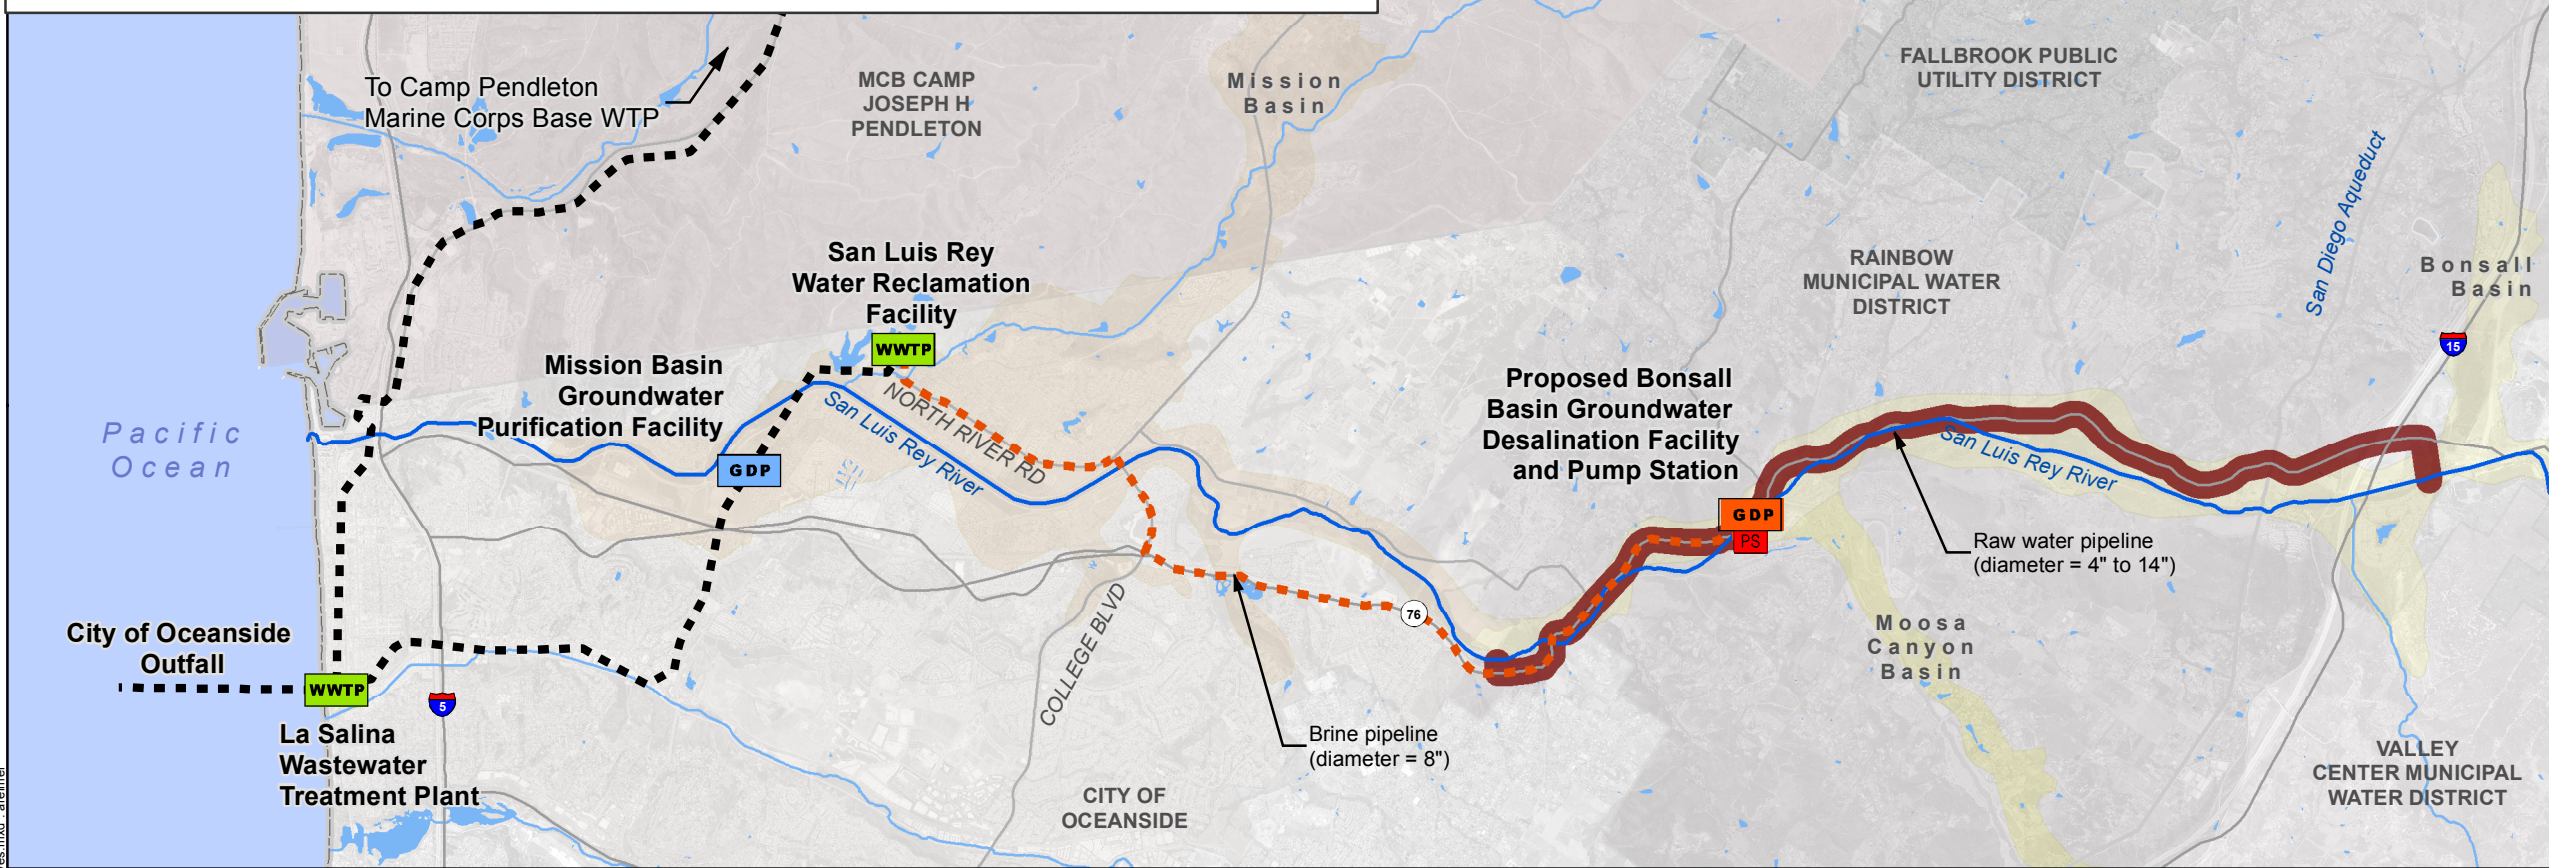 To Camp Pendleton
Marine Corps Base WTP
MCB CAMP
JOSEPH H
PENDLETON
Mission
Basin
FALLBROOK PUBLIC
UTILITY DISTRICT
San Diego Aqueduct
Bonsall
Basin
15
RAINBOW
MUNICIPAL WATER
DISTRICT
San Luis Rey
Water Reclamation
Facility
WWTP
Mission Basin
Groundwater
Purification Facility
GDP
NORTH RIVER RD
San Luis Rey River
Pacific
Ocean
Proposed Bonsall
Basin Groundwater
Desalination Facility
and Pump Station
GDP
PS
San Luis Rey River
Raw water pipeline
(diameter = 4" to 14")
76
Moosa
Canyon
Basin
COLLEGE BLVD
City of Oceanside
Outfall
WWTP
5
La Salina
Wastewater
Treatment Plant
Brine pipeline
(diameter = 8")
CITY OF
OCEANSIDE
VALLEY
CENTER MUNICIPAL
WATER DISTRICT